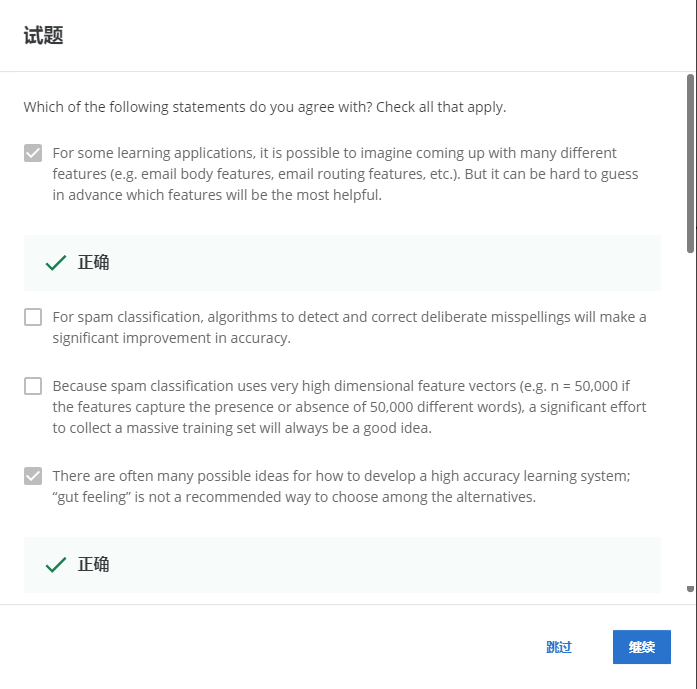 试题
Which of the following statements do you agree with? Check all that apply.
For some learning applications, it is possible to imagine coming up with many different
features (e.g. email body features, email routing features, etc.). But it can be hard to guess
in advance which features will be the most helpful.
正确
For spam classification, algorithms to detect and correct deliberate misspellings will make a
significant improvement in accuracy.
Because spam classification uses very high dimensional feature vectors (e.g. n = 50,000 if
the features capture the presence or absence of 50,000 different words), a significant effort
to collect a massive training set will always be a good idea.
There are often many possible ideas for how to develop a high accuracy learning system;
“gut feeling” is not a recommended way to choose among the alternatives.
正确
跳过
继续